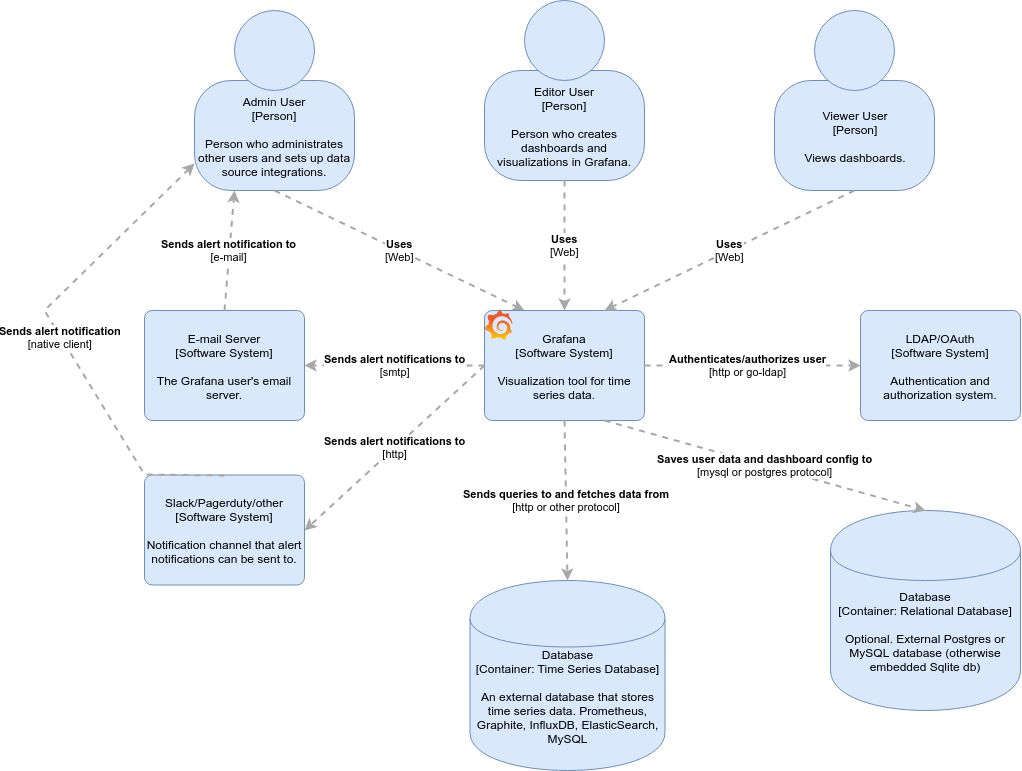 Admin User
[Person]
Person who administrates
other users and sets up data
source integrations.
Editor User
[Person]
Person who creates
dashboards and
visualizations in Grafana.
Viewer User
[Person]
Views dashboards.
Sends alert notification to
[e-mail]
Uses
[Web]
Uses
[Web]
Uses
[Web]
Sends alert notification
[native client]
E-mail Server
[Software System]
The Grafana user's email
server.
Sends alert notifications to
[smtp]
Grafana
[Software System]
Visualization tool for time
series data.
Authenticates/authorizes user
[http or go-ldap]
LDAP/OAuth
[Software System]
Authentication and
authorization system.
Sends alert notifications to
[http]
Saves user data and dashboard config to
[mysql or postgres protocol]
Sends queries to and fetches data from
[http or other protocol]
Slack/Pagerduty/other
[Software System]
Notification channel that alert
notifications can be sent to.
Database
[Container: Time Series Database]
An external database that stores
time series data. Prometheus,
Graphite, InfluxDB, ElasticSearch,
MySQL
Database
[Container: Relational Database]
Optional. External Postgres or
MySQL database (otherwise
embedded Sqlite db)